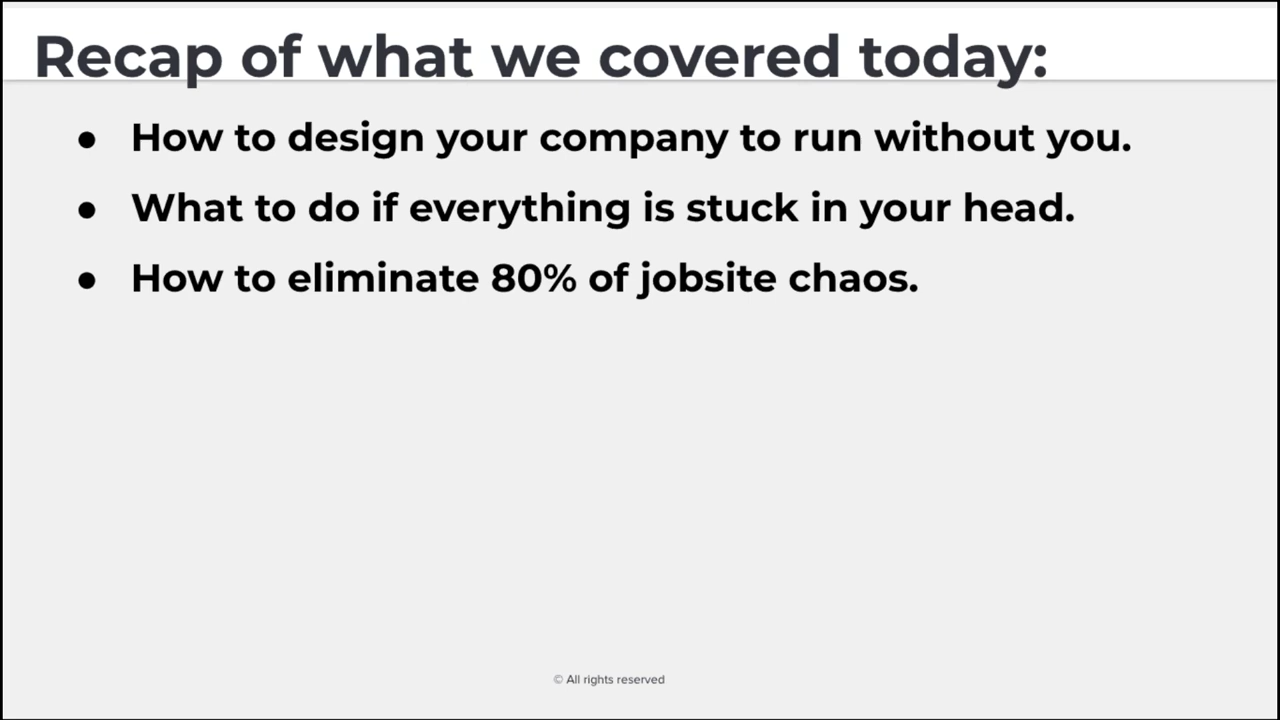 Recap of what we covered today:
● How to design your company to run without you.
● What to do if everything is stuck in your head.
● How to eliminate 80% of jobsite chaos.
© All rights reserved